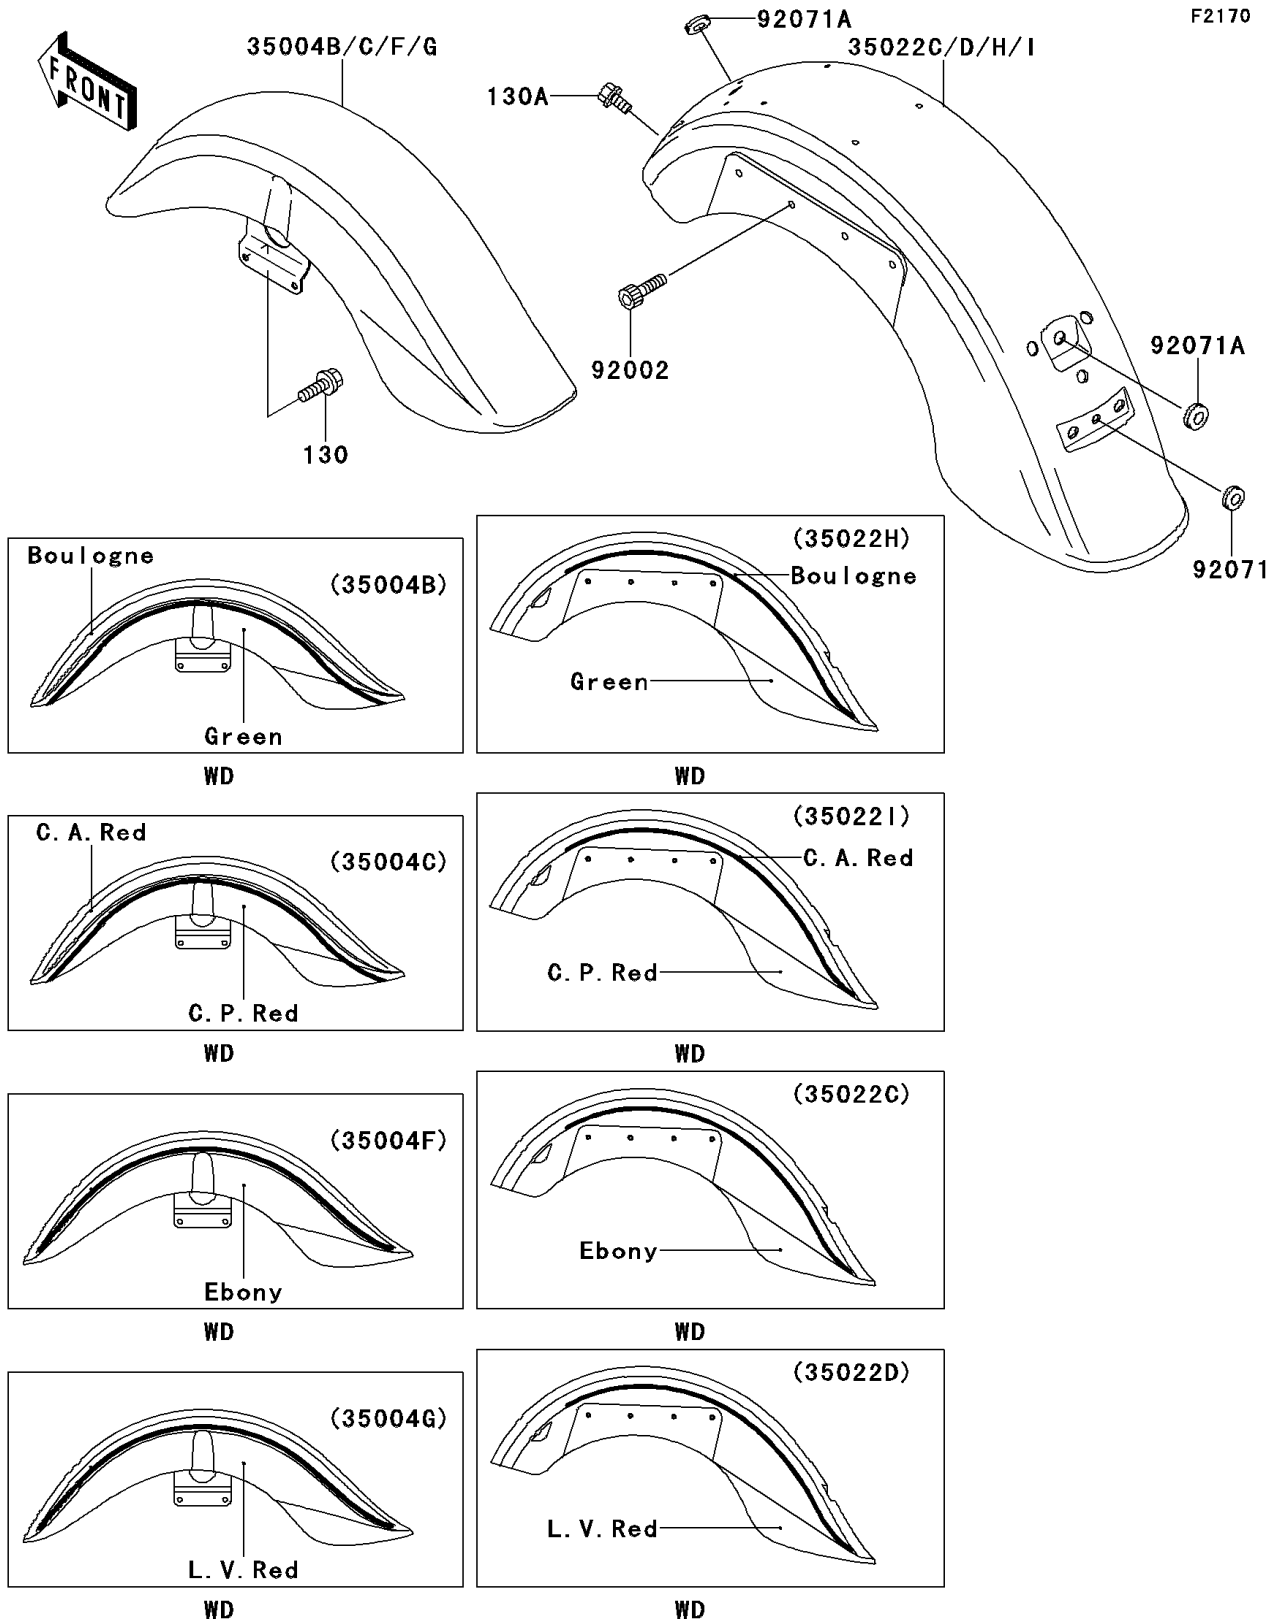 F2170
92071A
35004B/C/F/G
35022C/D/H/I
FRONT
130A
92002
92071A
130
92071
Boulogne
(35004B)
Green
WD
(35022H)
Boulogne
Green
WD
C.A.Red
(35004C)
C.P.Red
WD
(35022I)
C.A.Red
C.P.Red
WD
(35004F)
Ebony
WD
(35022C)
Ebony
WD
(35004G)
L.V.Red
WD
(35022D)
L.V.Red
WD